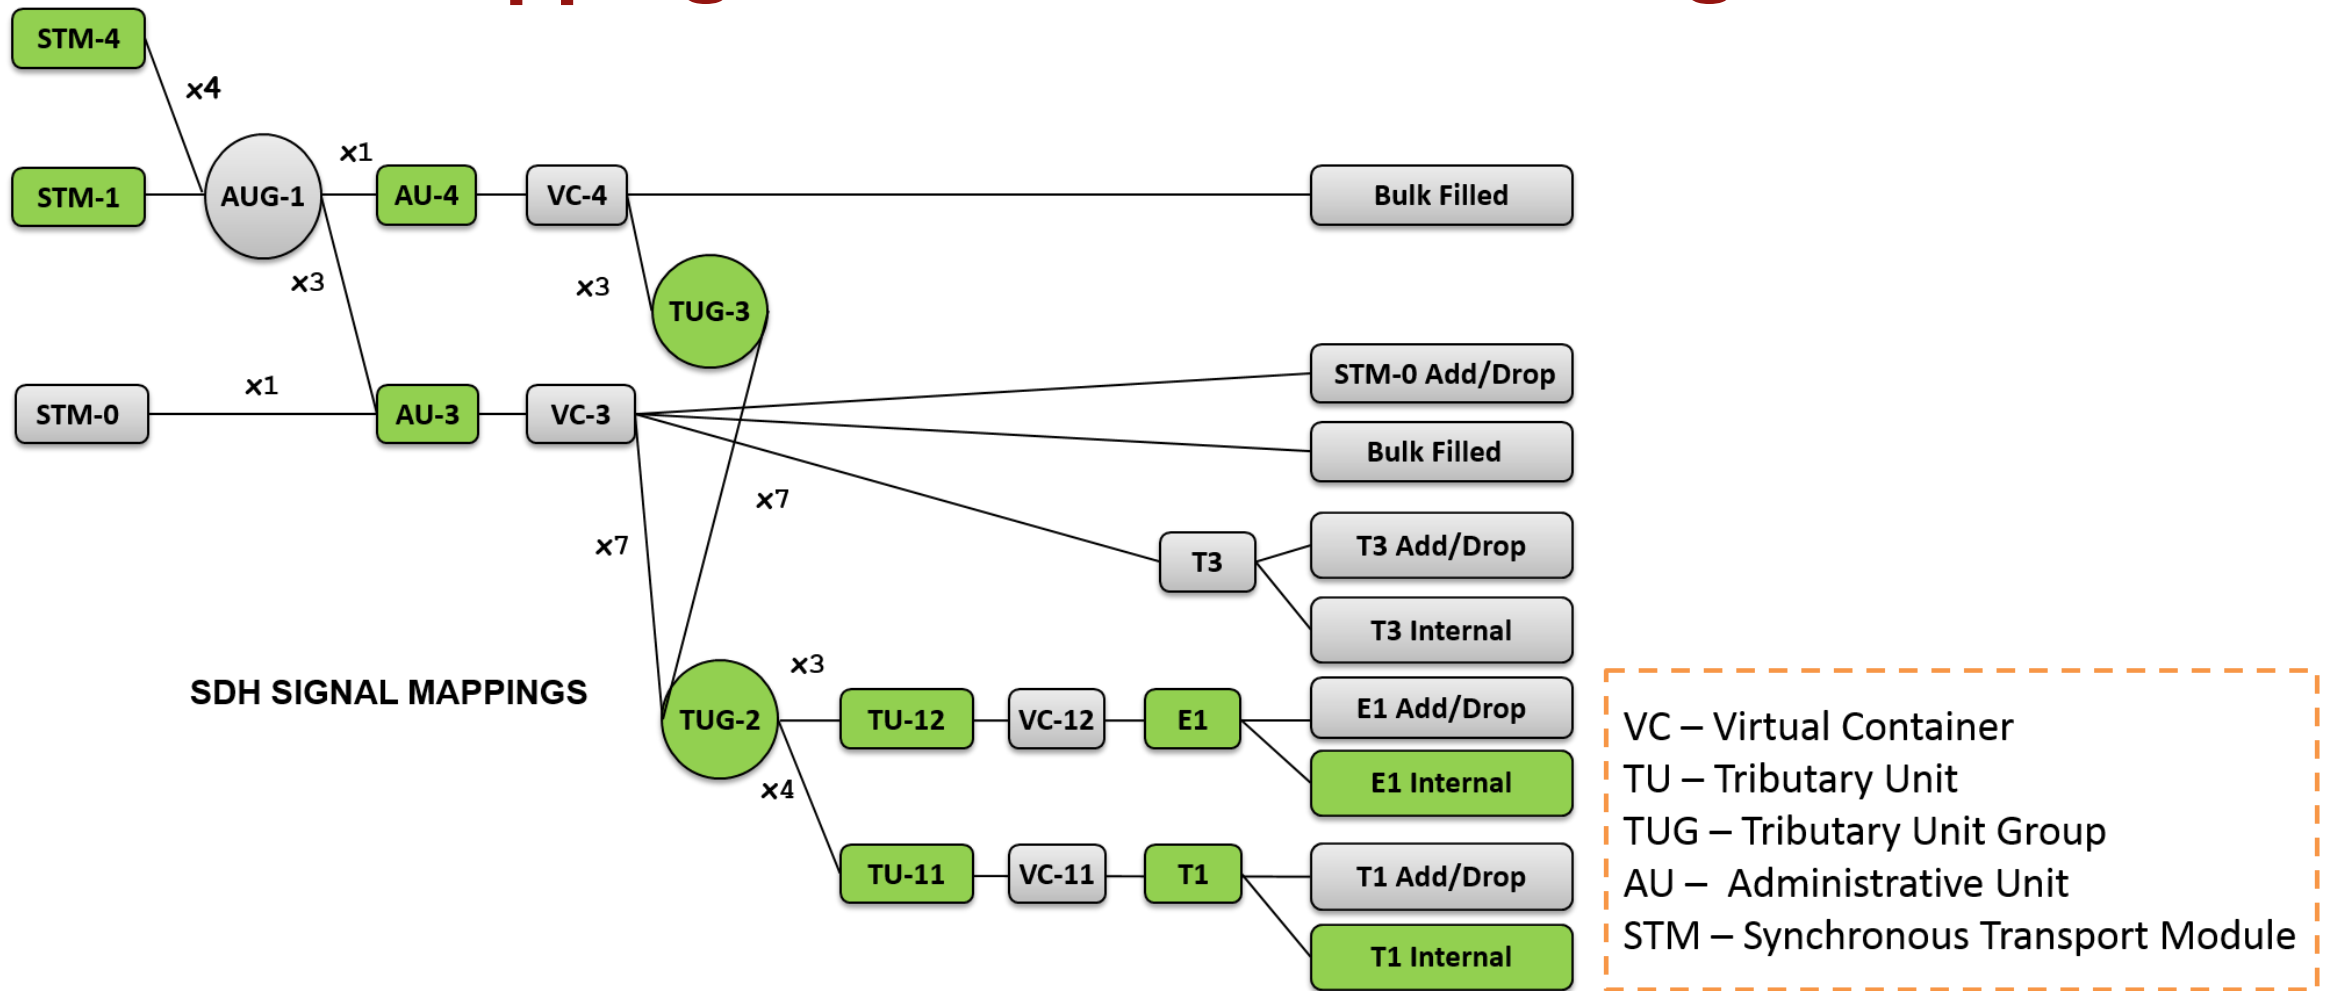 STM-4
×4
×1
STM-1
AUG-1
AU-4
VC-4
Bulk Filled
×3
×3
TUG-3
STM-0 Add/Drop
×1
STM-0
AU-3
VC-3
Bulk Filled
×7
×7
T3
T3 Add/Drop
T3 Internal
SDH SIGNAL MAPPINGS
×3
TUG-2
TU-12
VC-12
E1
E1 Add/Drop
E1 Internal
×4
TU-11
VC-11
T1
T1 Add/Drop
T1 Internal
VC – Virtual Container
TU – Tributary Unit
TUG – Tributary Unit Group
AU –  Administrative Unit
STM – Synchronous Transport Module